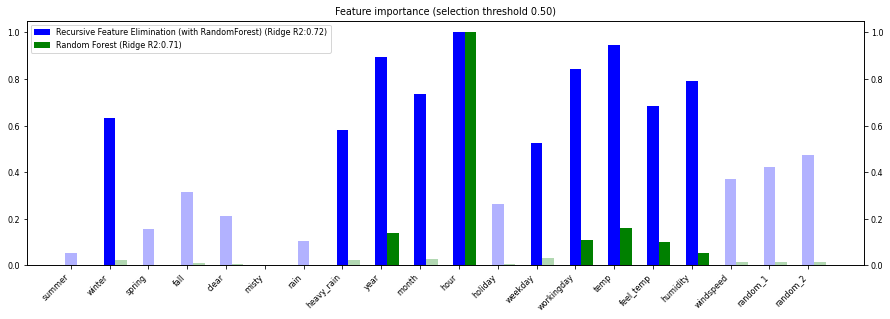 Feature importance (selection threshold 0.50)
Recursive Feature Elimination (with RandomForest) (Ridge R2:0.72)
Random Forest (Ridge R2:0.71)
1.0
0.8
0.6
0.4
0.2
0.0
1.0
0.8
0.6
0.4
0.2
0.0
summer
winter
spring
fall
clear
misty
rain
heavy_rain
year
month
hour
holiday
weekday
workingday
temp
feel_temp
humidity
windspeed
random_1
random_2